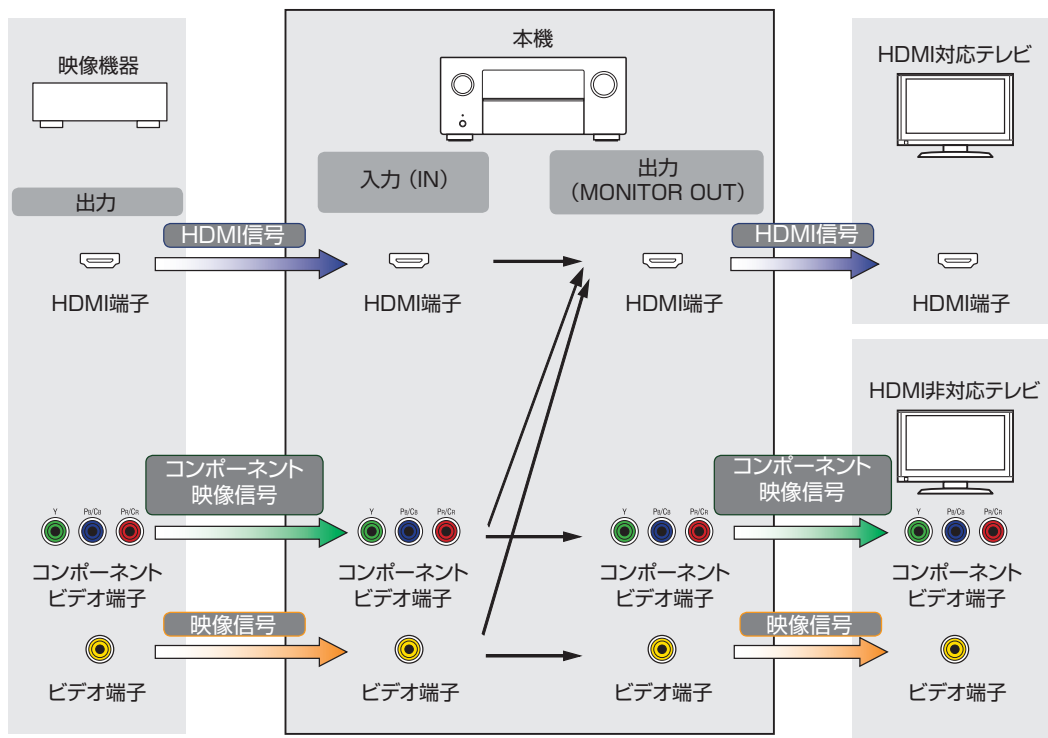 映像機器
本機
HDMI対応テレビ
出力
入力（IN）
出力
（MONITOR OUT）
HDMI信号
HDMI信号
HDMI端子
HDMI端子
HDMI端子
HDMI端子
HDMI非対応テレビ
コンポーネント
映像信号
コンポーネント
映像信号
Y PB/CB PR/CR
Y PB/CB PR/CR
Y PB/CB PR/CR
Y PB/CB PR/CR
コンポーネント
ビデオ端子
コンポーネント
ビデオ端子
コンポーネント
ビデオ端子
コンポーネント
ビデオ端子
映像信号
映像信号
ビデオ端子
ビデオ端子
ビデオ端子
ビデオ端子